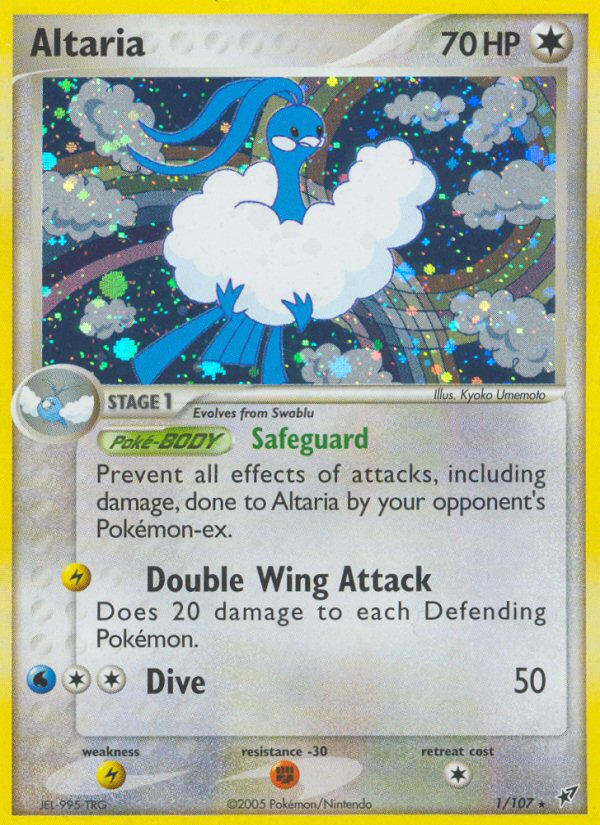 Altaria 70 HP
Illus. Kyoko Umemoto
STAGE 1
Evolves from Swablu
Poké-BODY Safeguard
Prevent all effects of attacks, including
damage, done to Altaria by your opponent's
Pokémon-ex.
Double Wing Attack
Does 20 damage to each Defending
Pokémon.
Dive 50
weakness resistance -30 retreat cost
JEL 995-TRG ©2005 Pokémon/Nintendo 1/107 ★